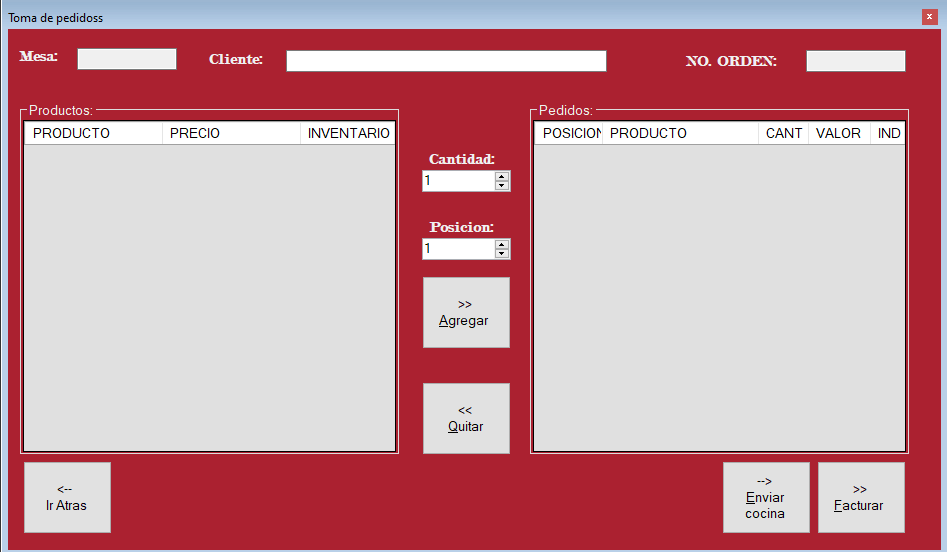 Toma de pedidoss
x
Mesa:
Cliente:
NO. ORDEN:
Productos:
PRODUCTO PRECIO INVENTARIO
Cantidad:
1
Posicion:
1
>>
Agregar
<<
Quitar
Pedidos:
POSICION PRODUCTO CANT VALOR IND
<--
Ir Atras
-->
Enviar
cocina
>>
Facturar